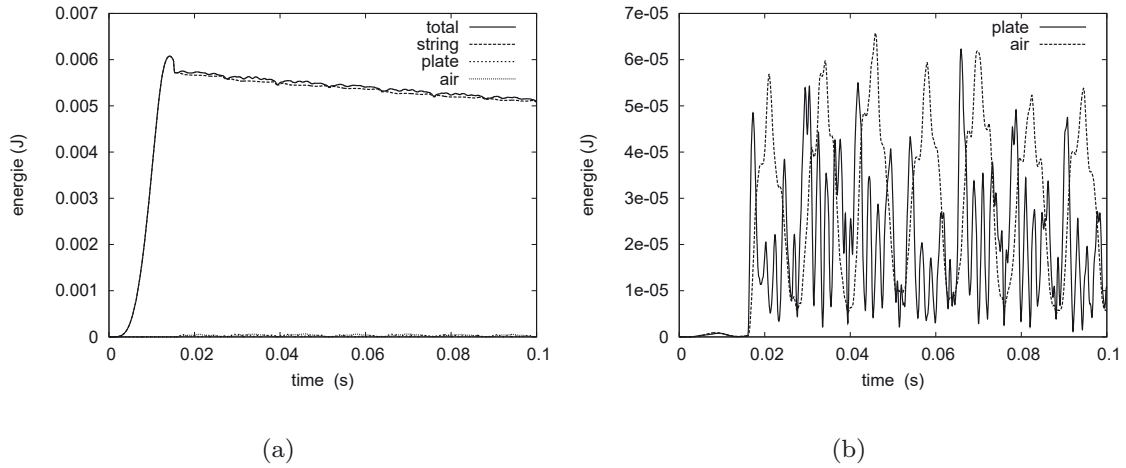 0.007
0.006
0.005
0.004
0.003
0.002
0.001
0
energie (J)
0 0.02 0.04 0.06 0.08 0.1
time (s)
total
string
plate
air
(a)
7e-05
6e-05
5e-05
4e-05
3e-05
2e-05
1e-05
0
energie (J)
0 0.02 0.04 0.06 0.08 0.1
time (s)
plate
air
(b)